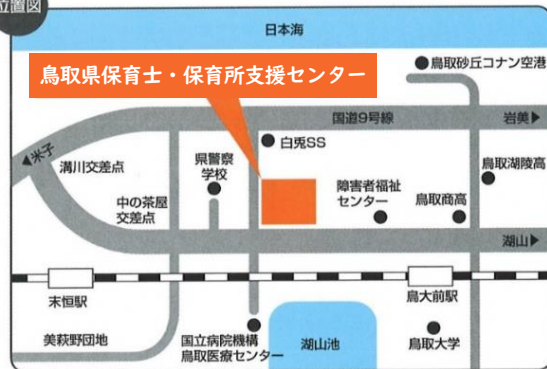 位置図
日本海
鳥取砂丘コナン空港
鳥取県保育士・保育所支援センター
国道9号線
岩美▶
◀米子
白兎SS
溝川交差点
県警察
学校
鳥取湖陵高
中の茶屋
交差点
障害者福祉
センター
鳥取商高
湖山▶
末恒駅
鳥大前駅
美萩野団地
国立病院機構
鳥取医療センター
湖山池
鳥取大学